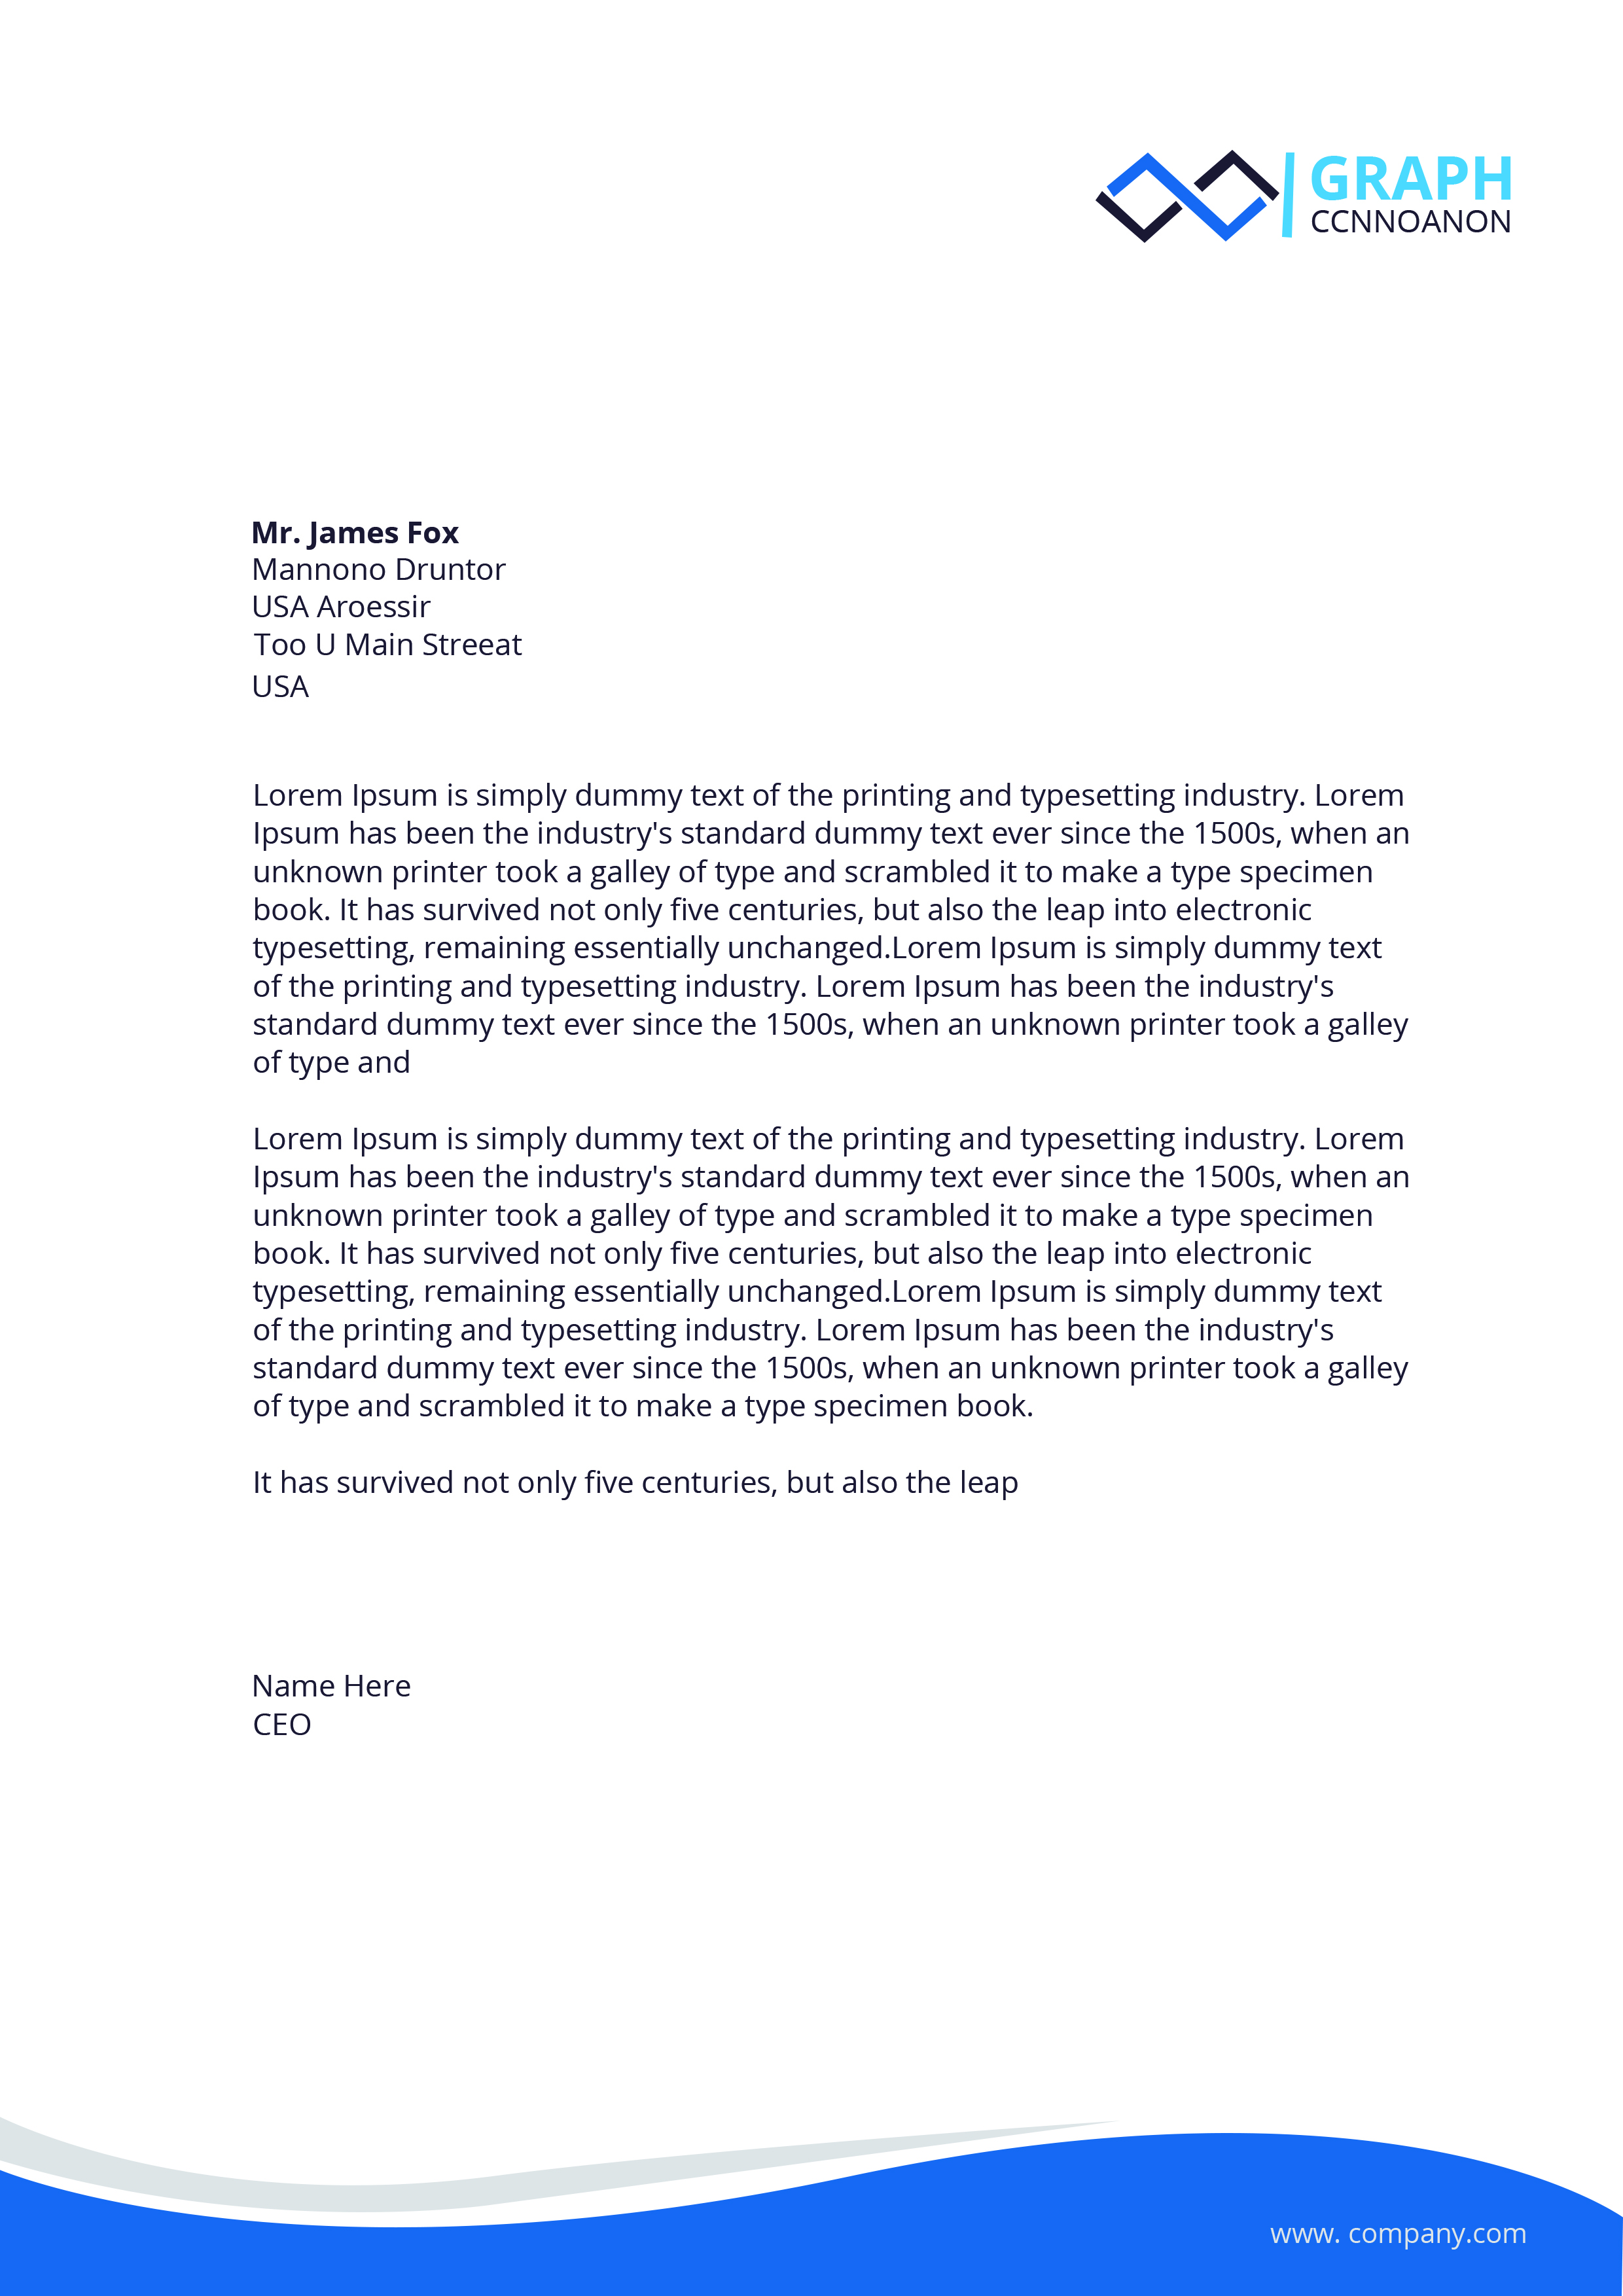 GRAPH
CCNNOANON
Mr. James Fox
Mannono Druntor
USA Aroessir
Too U Main Streeat
USA
Lorem Ipsum is simply dummy text of the printing and typesetting industry. Lorem
Ipsum has been the industry's standard dummy text ever since the 1500s, when an
unknown printer took a galley of type and scrambled it to make a type specimen
book. It has survived not only five centuries, but also the leap into electronic
typesetting, remaining essentially unchanged.Lorem Ipsum is simply dummy text
of the printing and typesetting industry. Lorem Ipsum has been the industry's
standard dummy text ever since the 1500s, when an unknown printer took a galley
of type and
Lorem Ipsum is simply dummy text of the printing and typesetting industry. Lorem
Ipsum has been the industry's standard dummy text ever since the 1500s, when an
unknown printer took a galley of type and scrambled it to make a type specimen
book. It has survived not only five centuries, but also the leap into electronic
typesetting, remaining essentially unchanged.Lorem Ipsum is simply dummy text
of the printing and typesetting industry. Lorem Ipsum has been the industry's
standard dummy text ever since the 1500s, when an unknown printer took a galley
of type and scrambled it to make a type specimen book.
It has survived not only five centuries, but also the leap
Name Here
CEO
www. company.com